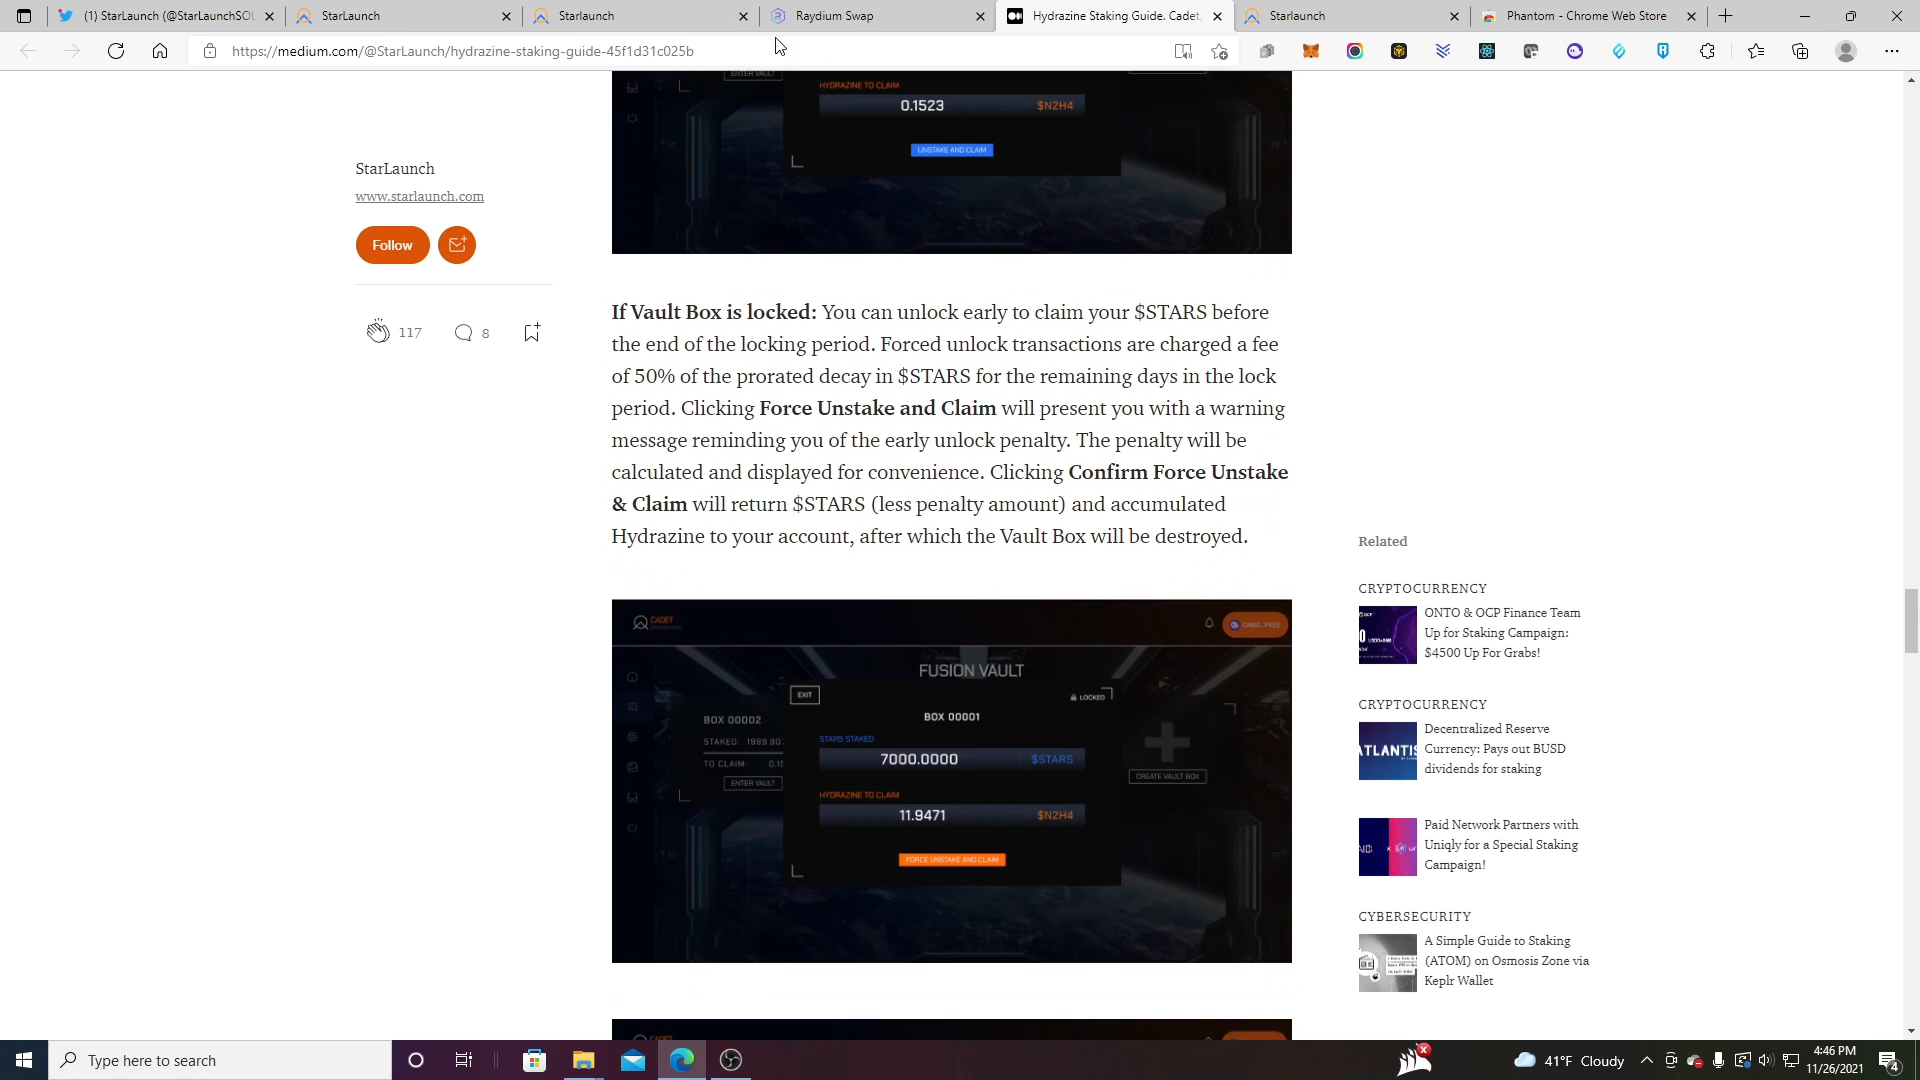 (1) StarLaunch (@StarLaunchSOL
StarLaunch
Starlaunch
Raydium Swap
Hydrazine Staking Guide. Cadet,
Starlaunch
Phantom - Chrome Web Store
https://medium.com/@StarLaunch/hydrazine-staking-guide-45f1d31c025b
ENTER VAULT
HYDRAZINE TO CLAIM
0.1523 $N2H4
UNSTAKE AND CLAIM
StarLaunch
www.starlaunch.com
Follow
117
8
If Vault Box is locked: You can unlock early to claim your $STARS before
the end of the locking period. Forced unlock transactions are charged a fee
of 50% of the prorated decay in $STARS for the remaining days in the lock
period. Clicking Force Unstake and Claim will present you with a warning
message reminding you of the early unlock penalty. The penalty will be
calculated and displayed for convenience. Clicking Confirm Force Unstake
& Claim will return $STARS (less penalty amount) and accumulated
Hydrazine to your account, after which the Vault Box will be destroyed.
CADET
FUSION VAULT
EXIT
LOCKED
BOX 00001
STARS STAKED
7000.0000 $STARS
HYDRAZINE TO CLAIM
11.9471 $N2H4
FORCE UNSTAKE AND CLAIM
BOX 00002
STAKED: 1999.90
TO CLAIM: 0.15
ENTER VAULT
CREATE VAULT BOX
CADET
Related
CRYPTOCURRENCY
ONTO & OCP Finance Team
Up for Staking Campaign:
$4500 Up For Grabs!
CRYPTOCURRENCY
Decentralized Reserve
Currency: Pays out BUSD
dividends for staking
Paid Network Partners with
Uniqly for a Special Staking
Campaign!
CYBERSECURITY
A Simple Guide to Staking
(ATOM) on Osmosis Zone via
Keplr Wallet
Type here to search
41°F Cloudy
4:46 PM
11/26/2021
4